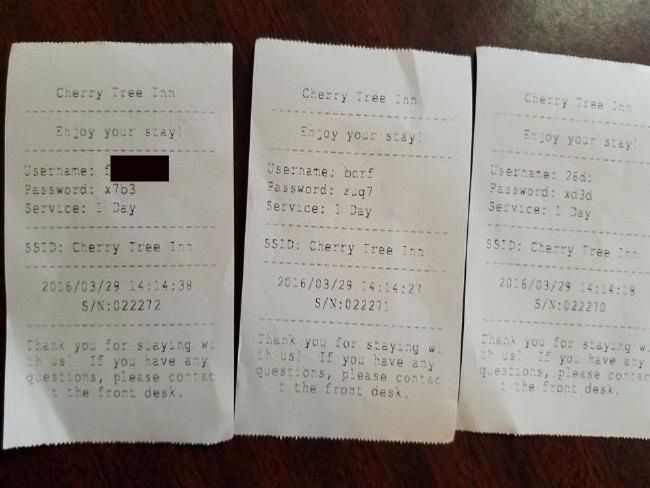 Cherry Tree Inn
Enjoy your stay!
Username: f
Password: x7b3
Service: 1 Day
SSID: Cherry Tree Inn
2016/03/29 14:14:38
S/N:022272
Thank you for staying wi
th us! If you have any
questions, please contac
t the front desk.
Cherry Tree Inn
Enjoy your stay!
Username: bcrf
Password: zuq7
Service: 1 Day
SSID: Cherry Tree Inn
2016/03/29 14:14:27
S/N:022271
Thank you for staying wi
th us! If you have any
questions, please contac
t the front desk.
Cherry Tree Inn
Enjoy your stay!
Username:
Password: xd3d
Service: 1 Day
SSID: Cherry Tree Inn
2016/03/29 14:14:18
S/N:022270
Thank you for staying wi
th us! If you have any
questions, please contac
t the front desk.